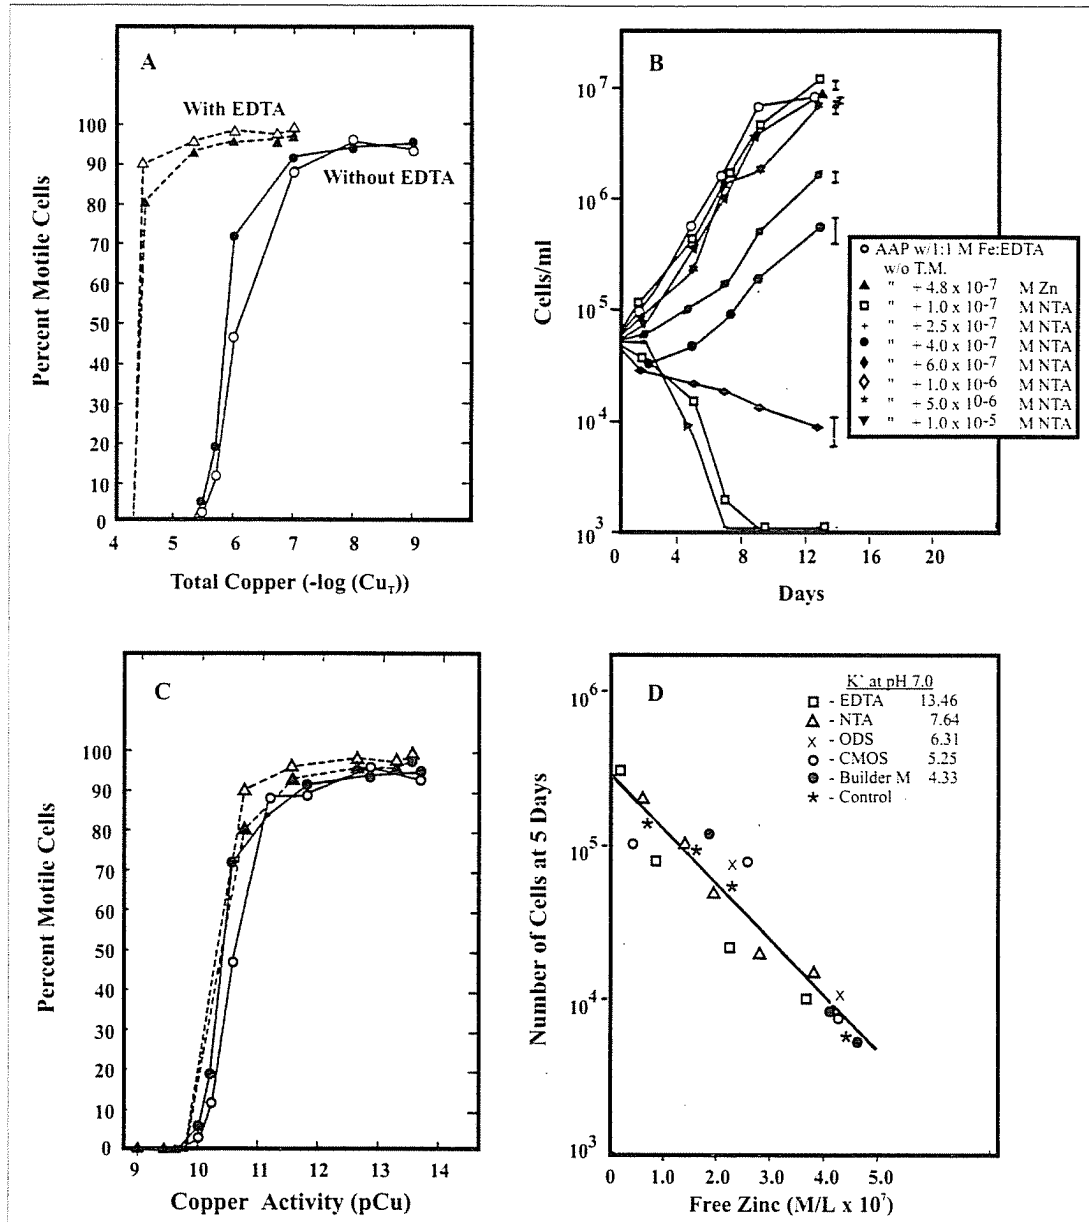 A
With EDTA
Without EDTA
100
90
80
70
60
50
40
30
20
10
0
Percent Motile Cells
4 5 6 7 8 9
Total Copper (-log (CuT))
B
10^7
10^6
10^5
10^4
10^3
Cells/ml
0 4 8 12 16 20
Days
AAP w/1:1 M Fe:EDTA
w/o T.M.
" + 4.8 x 10-7 M Zn
" + 1.0 x 10-7 M NTA
" + 2.5 x 10-7 M NTA
" + 4.0 x 10-7 M NTA
" + 6.0 x 10-7 M NTA
" + 1.0 x 10-6 M NTA
" + 5.0 x 10-6 M NTA
" + 1.0 x 10-5 M NTA
C
100
90
80
70
60
50
40
30
20
10
0
Percent Motile Cells
9 10 11 12 13 14
Copper Activity (pCu)
D
K' at pH 7.0
- EDTA 13.46
- NTA 7.64
- ODS 6.31
- CMOS 5.25
- Builder M 4.33
- Control
10^6
10^5
10^4
10^3
Number of Cells at 5 Days
0 1.0 2.0 3.0 4.0 5.0
Free Zinc (M/L x 10^7)